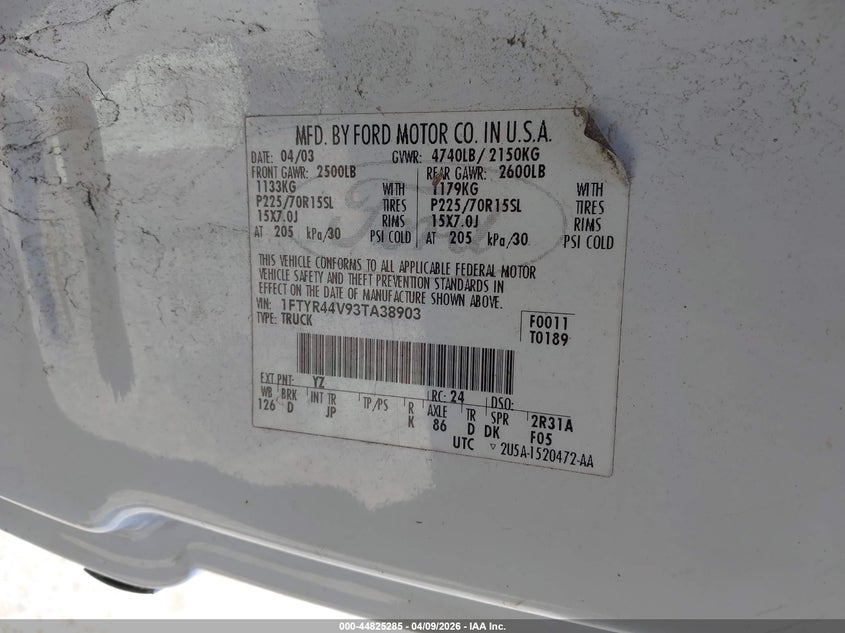 MFD. BY FORD MOTOR CO. IN U.S.A.
DATE: 04/03 GVWR: 4740LB/ 2150KG
FRONT GAWR: 2500LB REAR GAWR: 2600LB
1133KG WITH 1179KG WITH
P225/70R15SL TIRES P225/70R15SL TIRES
15X7.0J RIMS 15X7.0J RIMS
AT 205 kPa/30 PSI COLD AT 205 kPa/30 PSI COLD
Ford
THIS VEHICLE CONFORMS TO ALL APPLICABLE FEDERAL MOTOR
VEHICLE SAFETY AND THEFT PREVENTION STANDARDS IN
EFFECT ON THE DATE OF MANUFACTURE SHOWN ABOVE.
VIN: 1FTYR44V93TA38903
TYPE: TRUCK
F0011
T0189
EXT PNT: YZ RC: 24 DSO:
WB BRK INT TR TP/PS R AXLE TR SPR 2R31A
126 D JP K 86 D DK F05
UTC ▽ 2U5A-1520472-AA
000-44825285 - 04/09/2026 - IAA Inc.